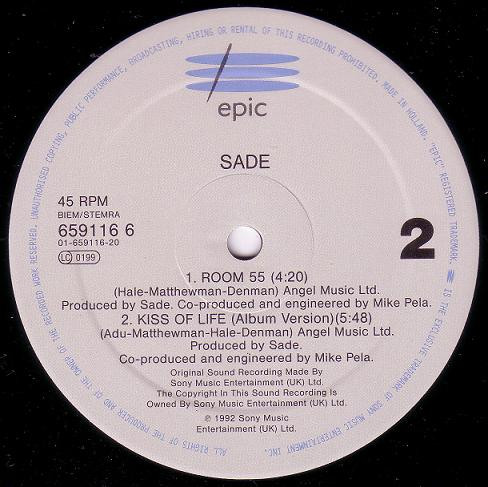 epic
SADE
45 RPM
BIEM/STEMRA
659116 6
01-659116-20
LC 0199
2
1. ROOM 55 (4:20)
(Hale-Matthewman-Denman) Angel Music Ltd.
Produced by Sade. Co-produced and engineered by Mike Pela.
2. KISS OF LIFE (Album Version)(5:48)
(Adu-Matthewman-Hale-Denman) Angel Music Ltd.
Produced by Sade.
Co-produced and engineered by Mike Pela.
Original Sound Recording Made By
Sony Music Entertainment (UK) Ltd.
The Copyright In This Sound Recording Is
Owned By Sony Music Entertainment (UK) Ltd.
℗ 1992 Sony Music
Entertainment (UK) Ltd.
ALL RIGHTS OF THE PRODUCER AND OF THE OWNER OF THE RECORDED WORK RESERVED. UNAUTHORISED COPYING, PUBLIC PERFORMANCE, BROADCASTING, HIRING OR RENTAL OF THIS RECORDING PROHIBITED. MADE IN HOLLAND. "EPIC" REGISTERED TRADEMARK. IS THE EXCLUSIVE TRADEMARK OF SONY MUSIC ENTERTAINMENT INC.